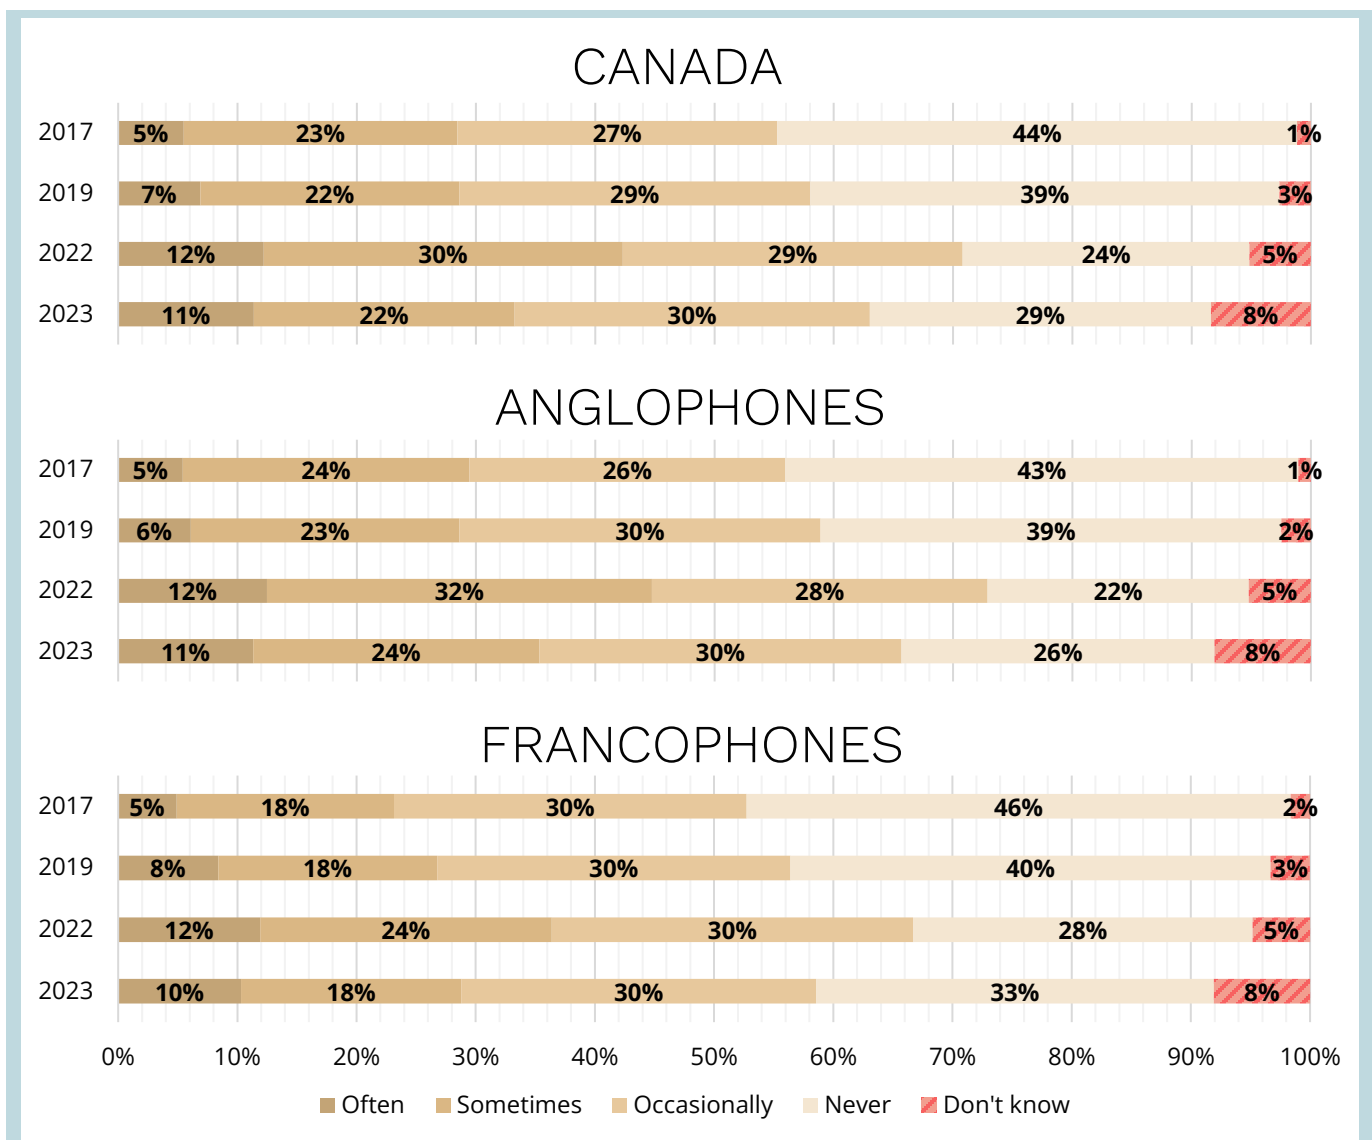 CANADA
2017 5% 23% 27% 44% 1%
2019 7% 22% 29% 39% 3%
2022 12% 30% 29% 24% 5%
2023 11% 22% 30% 29% 8%
ANGLOPHONES
2017 5% 24% 26% 43% 1%
2019 6% 23% 30% 39% 2%
2022 12% 32% 28% 22% 5%
2023 11% 24% 30% 26% 8%
FRANCOPHONES
2017 5% 18% 30% 46% 2%
2019 8% 18% 30% 40% 3%
2022 12% 24% 30% 28% 5%
2023 10% 18% 30% 33% 8%
0% 10% 20% 30% 40% 50% 60% 70% 80% 90% 100%
Often Sometimes Occasionally Never Don't know